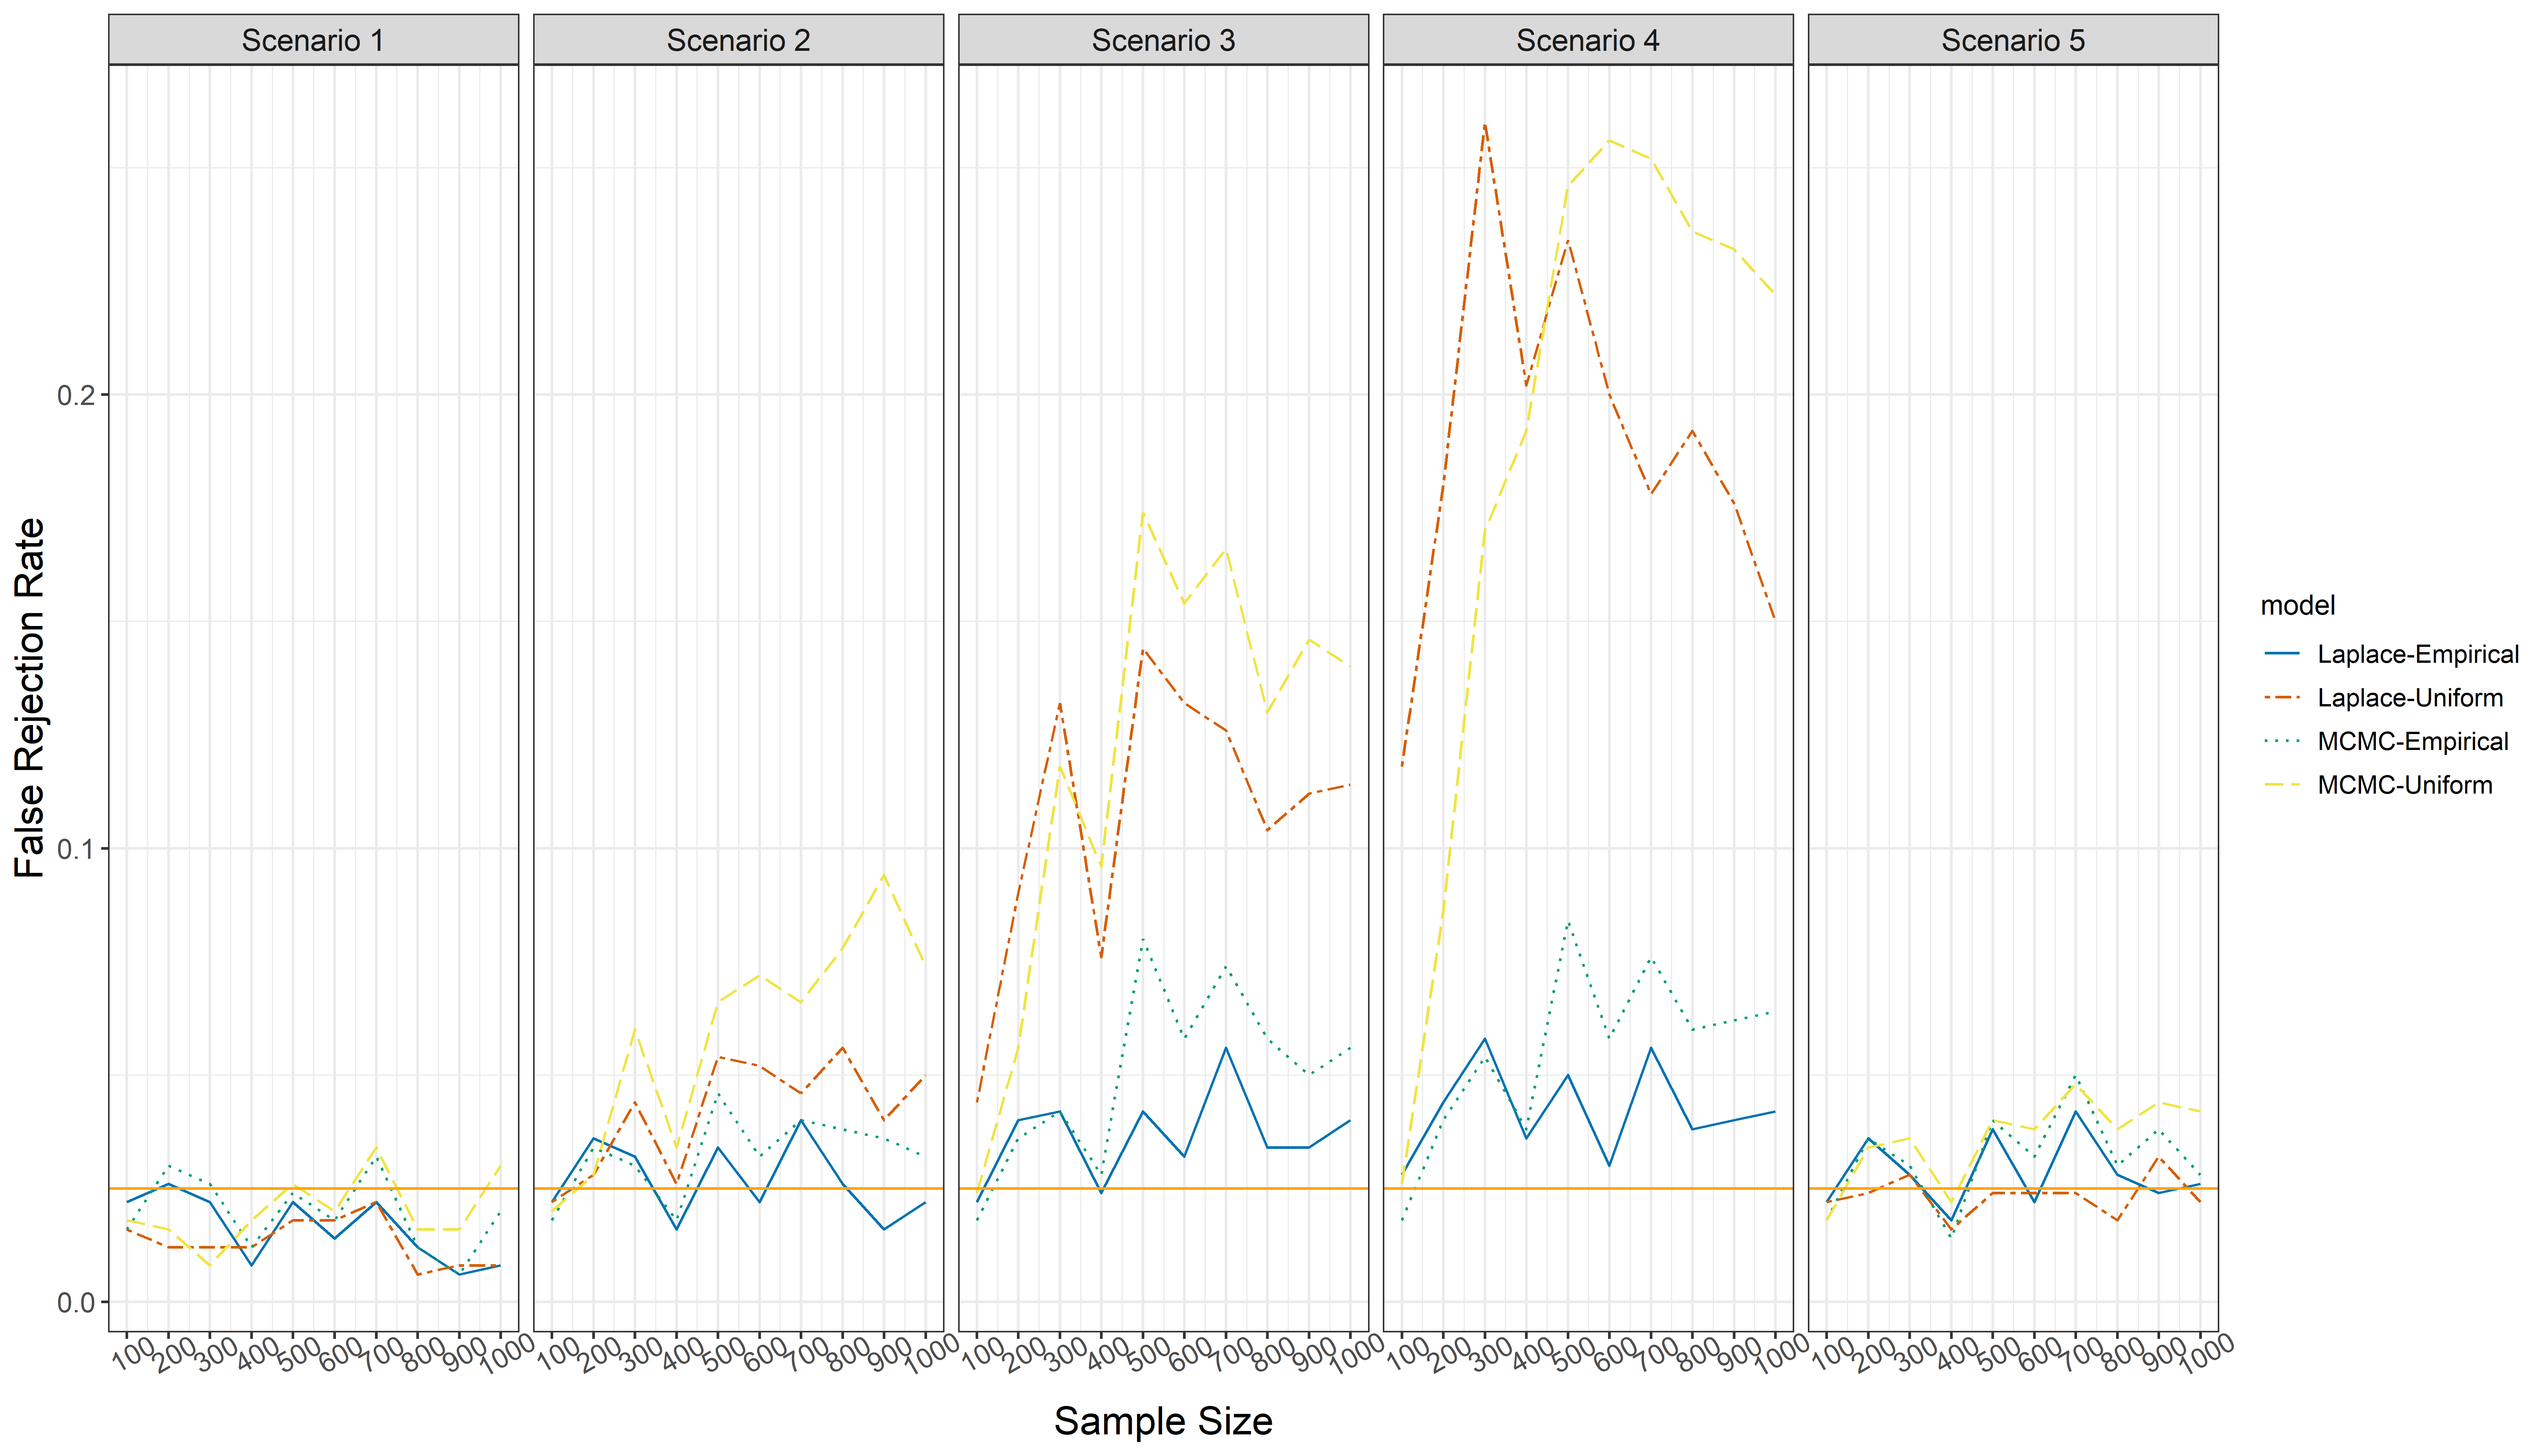 Scenario 1
Scenario 2
Scenario 3
Scenario 4
Scenario 5
False Rejection Rate
0.2
0.1
0.0
100 200 300 400 500 600 700 800 900 1000
100 200 300 400 500 600 700 800 900 1000
100 200 300 400 500 600 700 800 900 1000
100 200 300 400 500 600 700 800 900 1000
100 200 300 400 500 600 700 800 900 1000
Sample Size
model
Laplace-Empirical
Laplace-Uniform
MCMC-Empirical
MCMC-Uniform